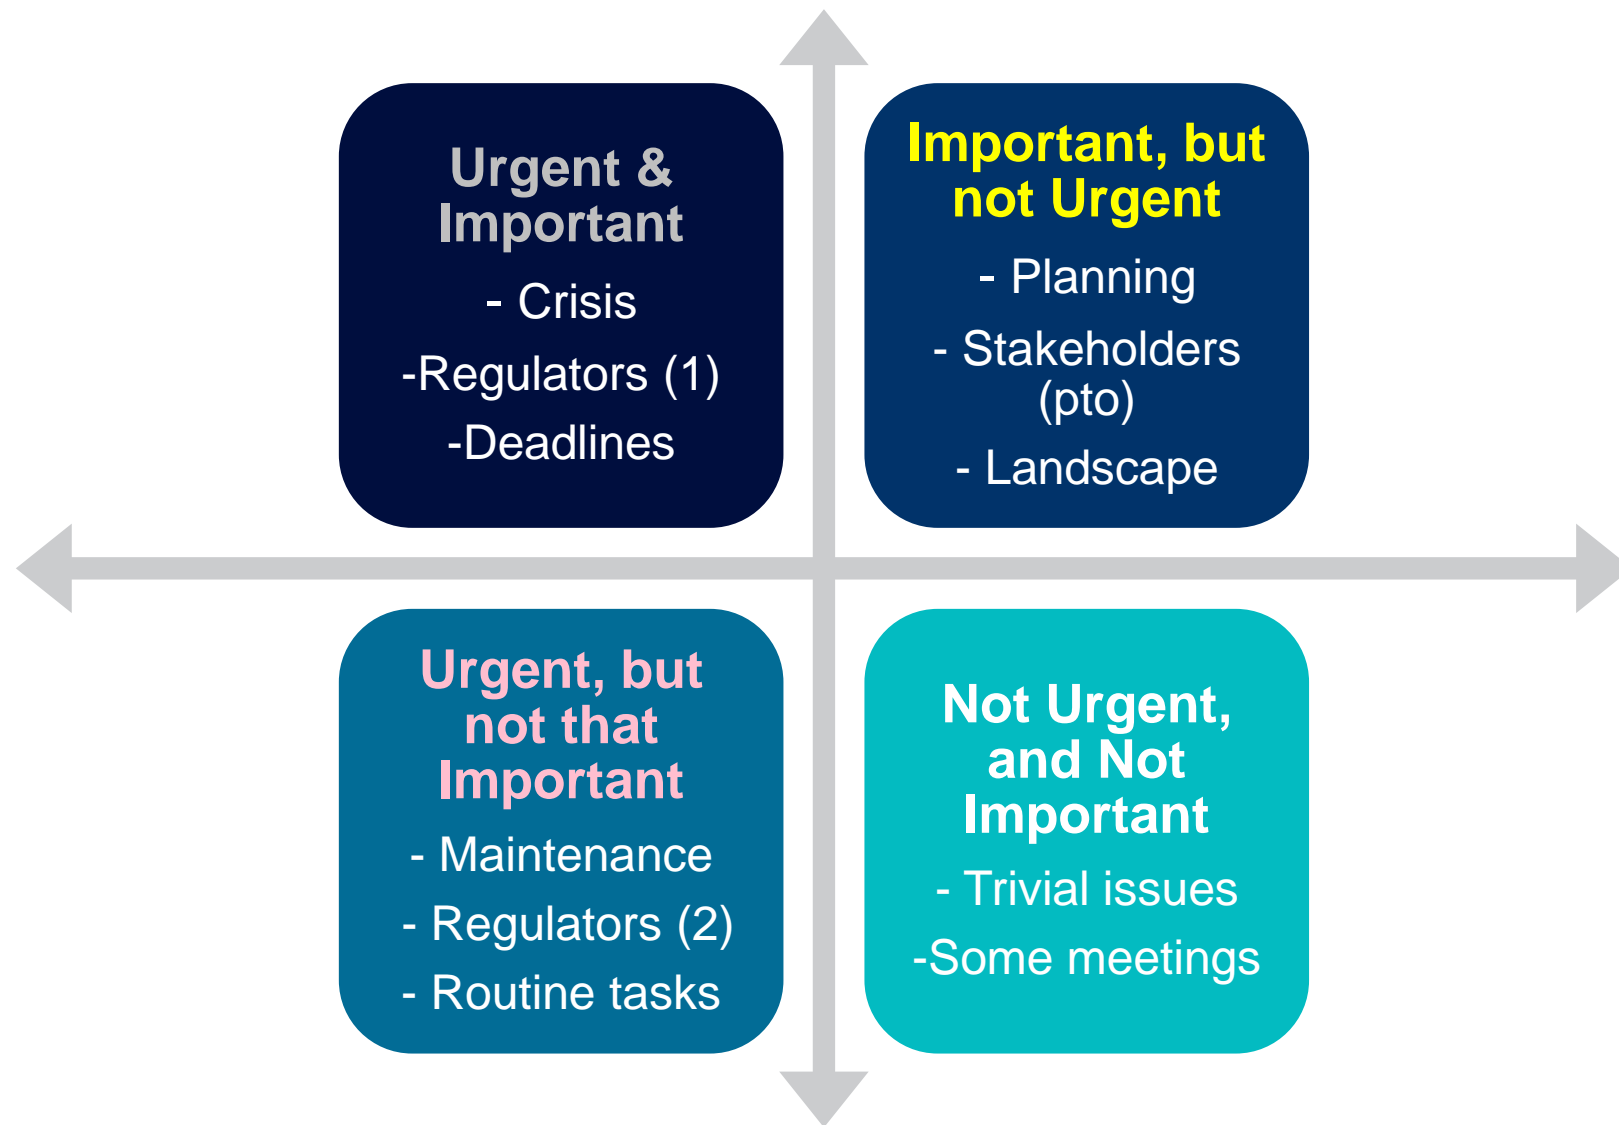 Urgent &
Important
- Crisis
-Regulators (1)
-Deadlines
Important, but
not Urgent
- Planning
- Stakeholders
(pto)
- Landscape
Urgent, but
not that
Important
- Maintenance
- Regulators (2)
- Routine tasks
Not Urgent,
and Not
Important
- Trivial issues
-Some meetings